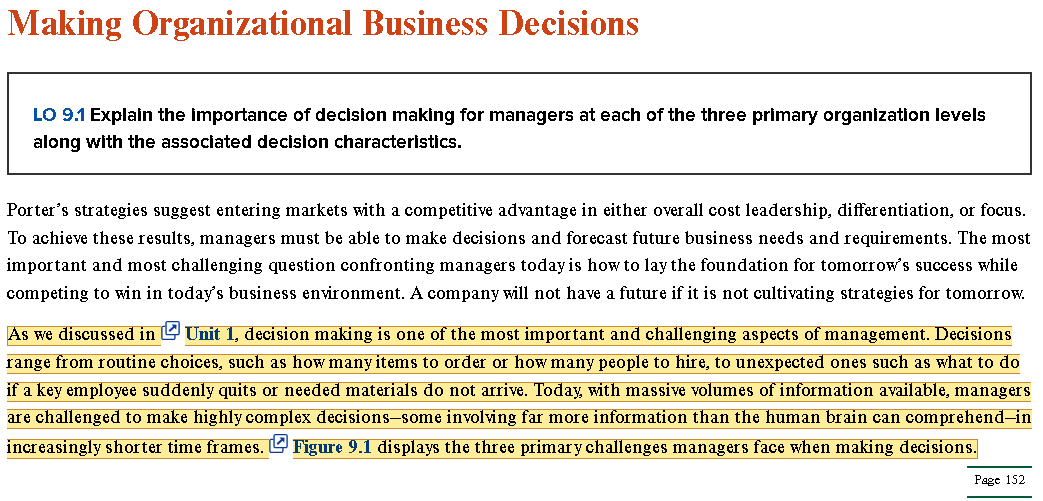 Making Organizational Business Decisions
LO 9.1 Explain the importance of decision making for managers at each of the three primary organization levels
along with the associated decision characteristics.
Porter's strategies suggest entering markets with a competitive advantage in either overall cost leadership, differentiation, or focus.
To achieve these results, managers must be able to make decisions and forecast future business needs and requirements. The most
important and most challenging question confronting managers today is how to lay the foundation for tomorrow's success while
competing to win in today's business environment. A company will not have a future if it is not cultivating strategies for tomorrow.
As we discussed in Unit 1, decision making is one of the most important and challenging aspects of management. Decisions
range from routine choices, such as how many items to order or how many people to hire, to unexpected ones such as what to do
if a key employee suddenly quits or needed materials do not arrive. Today, with massive volumes of information available, managers
are challenged to make highly complex decisions—some involving far more information than the human brain can comprehend—in
increasingly shorter time frames. Figure 9.1 displays the three primary challenges managers face when making decisions.
Page 152